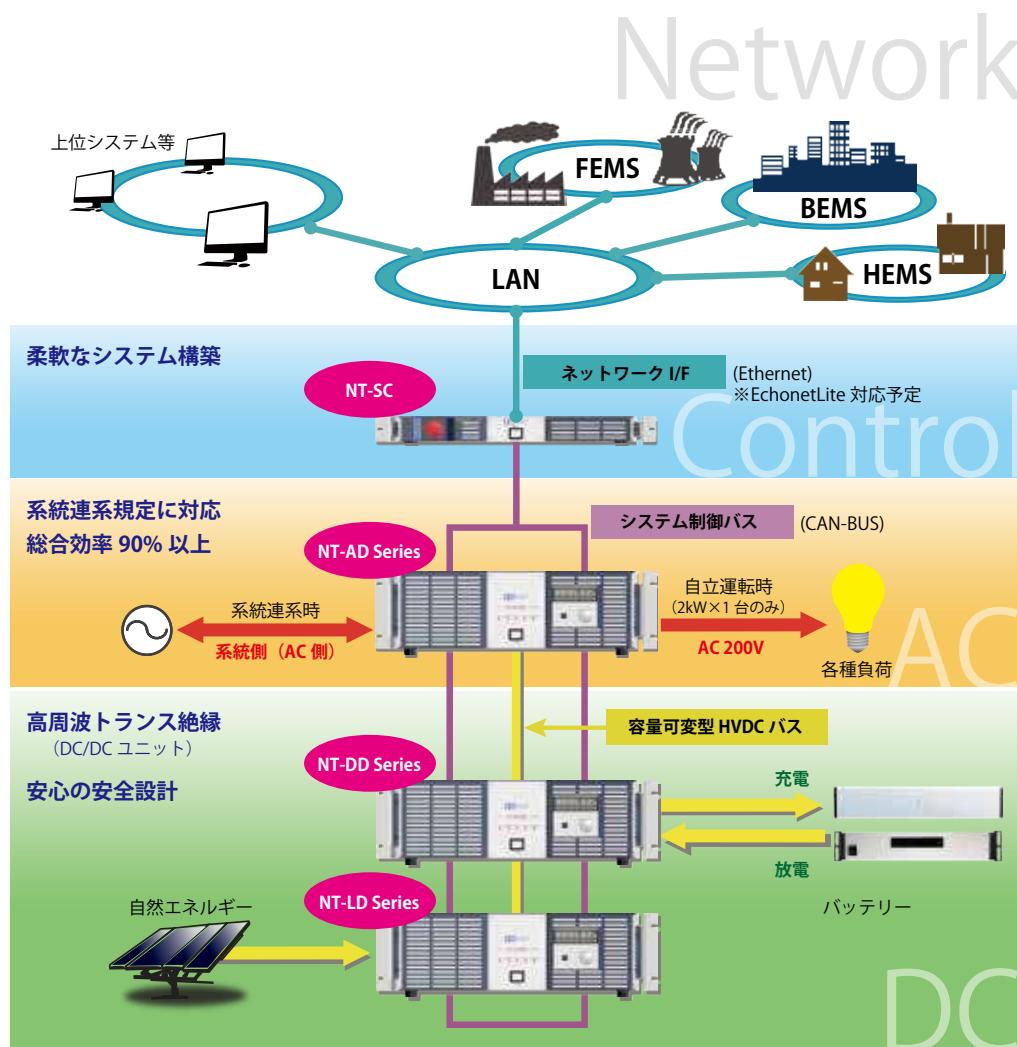 Network
上位システム等
FEMS
BEMS
LAN
HEMS
柔軟なシステム構築
NT-SC
ネットワーク I/F
(Ethernet)
※EchonetLite 対応予定
Control
系統連系規定に対応
総合効率 90% 以上
システム制御バス
(CAN-BUS)
NT-AD Series
系統連系時
系統側（AC 側）
自立運転時
（2kW×1 台のみ）
AC 200V
各種負荷
AC
高周波トランス絶縁
（DC/DC ユニット）
容量可変型 HVDC バス
NT-DD Series
安心の安全設計
充電
放電
バッテリー
NT-LD Series
自然エネルギー
DC